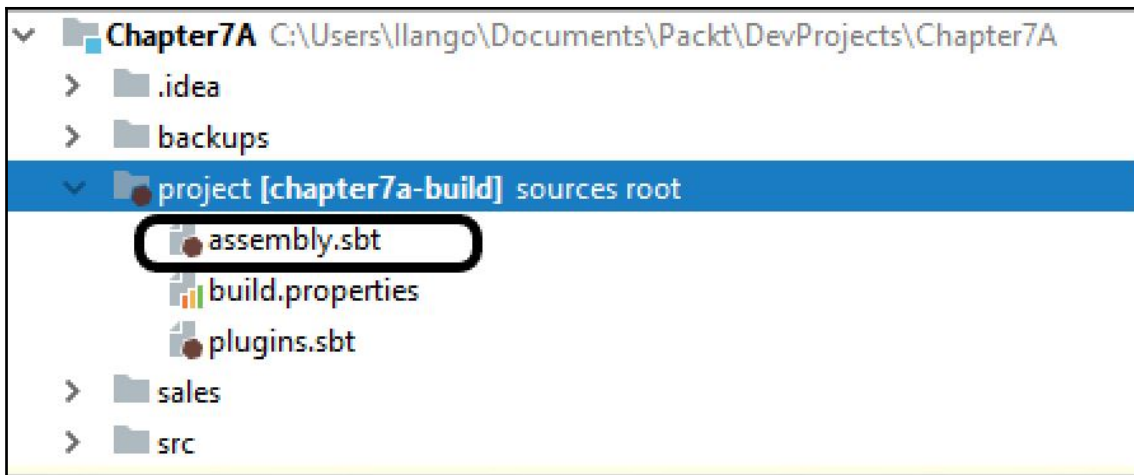 Chapter7A C:\Users\Ilango\Documents\Packt\DevProjects\Chapter7A
.idea
backups
project [chapter7a-build] sources root
assembly.sbt
build.properties
plugins.sbt
sales
src